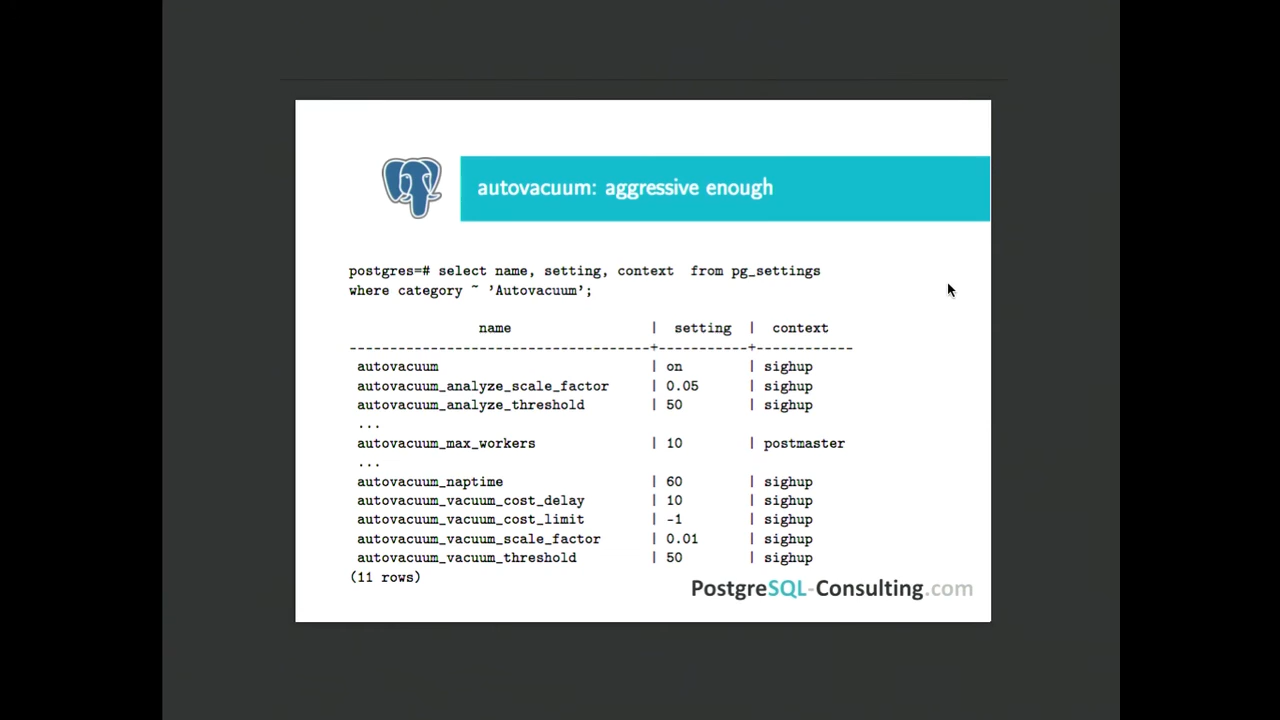 autovacuum: aggressive enough
postgres=# select name, setting, context  from pg_settings
where category ~ ’Autovacuum’;
name | setting | context
-------------------------------------+-----------+------------
autovacuum | on | sighup
autovacuum_analyze_scale_factor | 0.05 | sighup
autovacuum_analyze_threshold | 50 | sighup
...
autovacuum_max_workers | 10 | postmaster
...
autovacuum_naptime | 60 | sighup
autovacuum_vacuum_cost_delay | 10 | sighup
autovacuum_vacuum_cost_limit | -1 | sighup
autovacuum_vacuum_scale_factor | 0.01 | sighup
autovacuum_vacuum_threshold | 50 | sighup
(11 rows)
PostgreSQL-Consulting.com